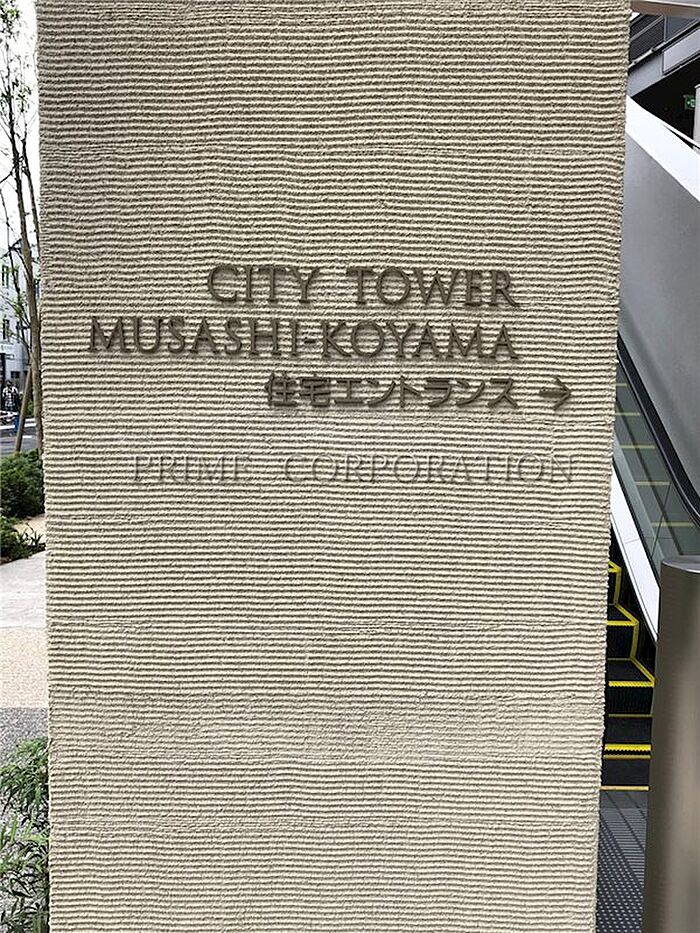 CITY TOWER
MUSASHI-KOYAMA
住宅エントランス →
PRIME CORPORATION